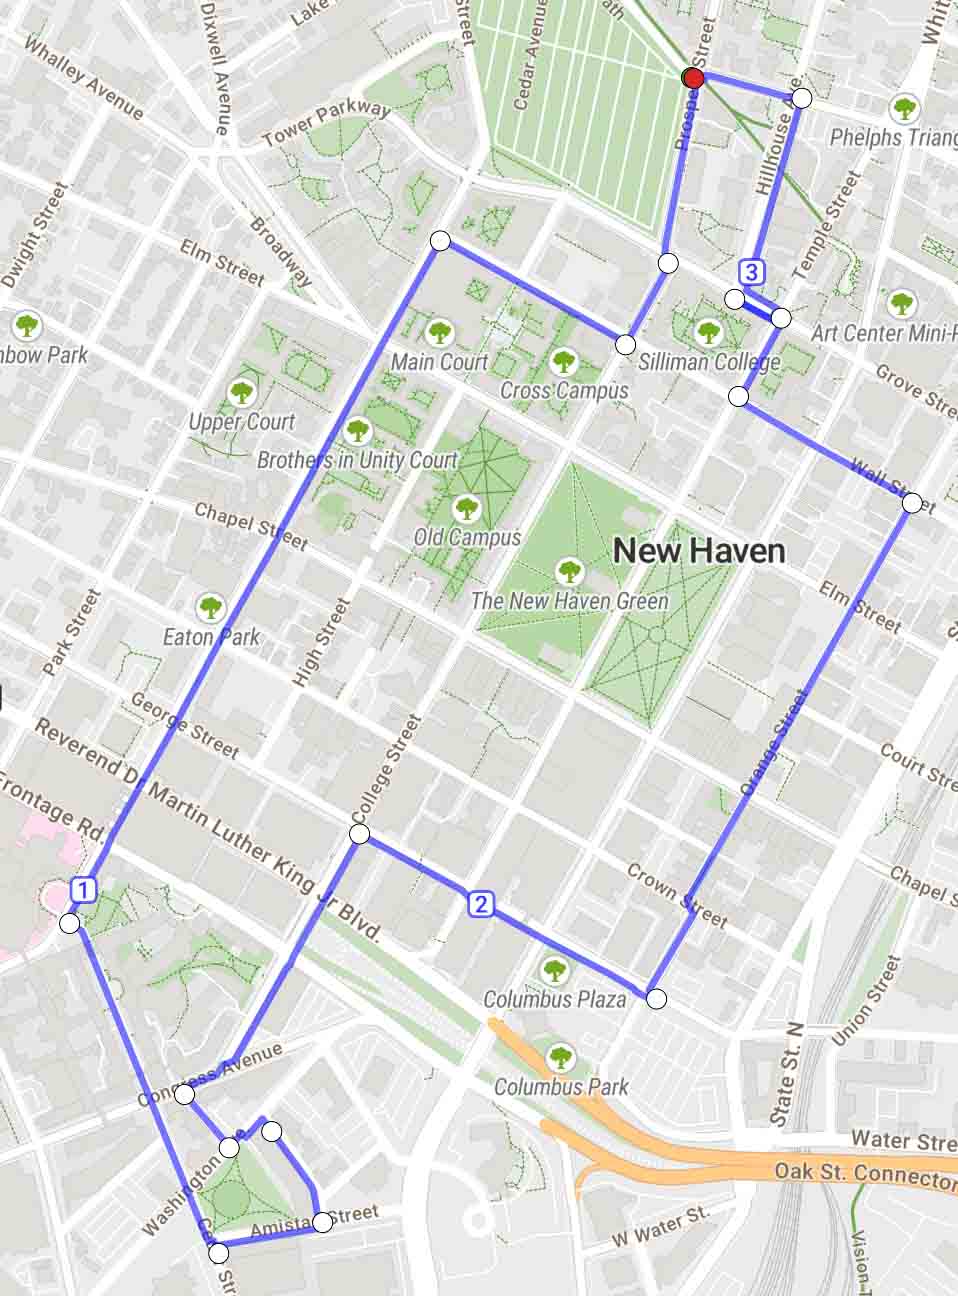 Lake
Street
Cedar Avenue
ath
Street
Whit
Dixwell Avenue
Whalley Avenue
Tower Parkway
Prospe
Hillhouse Ave
Phelphs Triang
Dwight Street
Elm Street
Broadway
Temple Street
3
nbow Park
Main Court
Cross Campus
Silliman College
Art Center Mini-P
Upper Court
Grove Stre
Brothers in Unity Court
Wall Street
Chapel Street
Old Campus
New Haven
The New Haven Green
Elm Street
Park Street
Eaton Park
High Street
George Street
College Street
Orange Street
Court Stre
Reverend Dr Martin Luther King Jr Blvd.
Frontage Rd.
Crown Street
Chapel S
1
2
Columbus Plaza
Union Street
Congress Avenue
Columbus Park
State St. N
Water Stre
Oak St. Connector
Washington
Amista Street
W Water St.
Ce
Str
Vision T